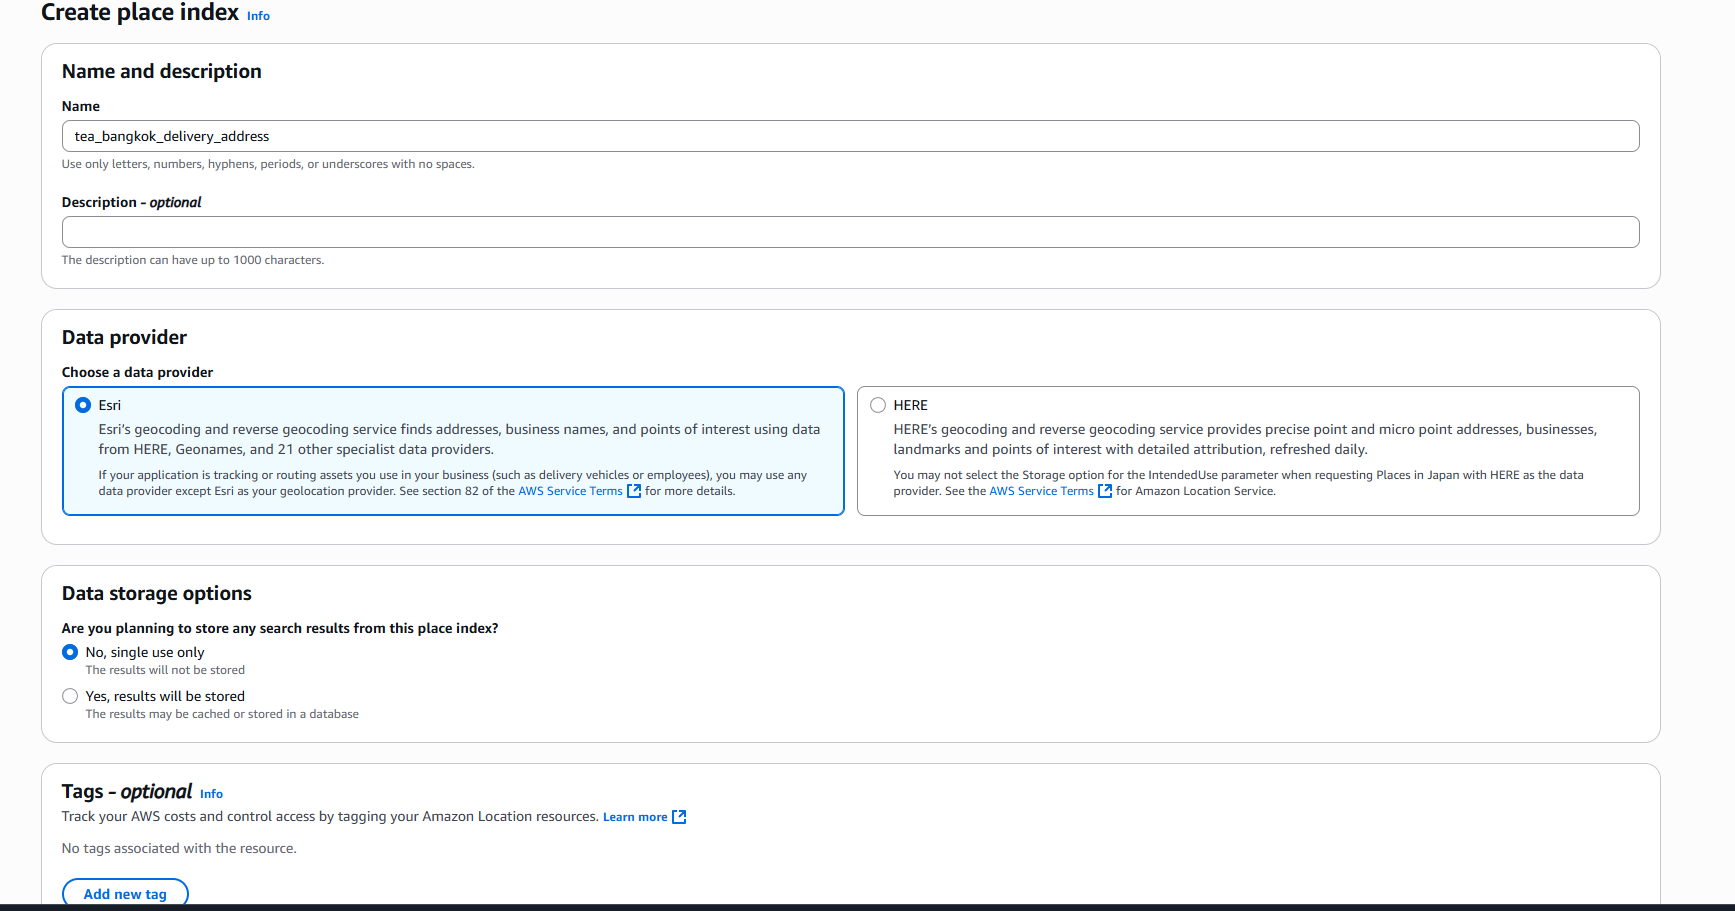 Create place index Info
Name and description
Name
tea_bangkok_delivery_address
Use only letters, numbers, hyphens, periods, or underscores with no spaces.
Description - optional
The description can have up to 1000 characters.
Data provider
Choose a data provider
Esri
Esri's geocoding and reverse geocoding service finds addresses, business names, and points of interest using data
from HERE, Geonames, and 21 other specialist data providers.
If your application is tracking or routing assets you use in your business (such as delivery vehicles or employees), you may use any
data provider except Esri as your geolocation provider. See section 82 of the AWS Service Terms for more details.
HERE
HERE's geocoding and reverse geocoding service provides precise point and micro point addresses, businesses,
landmarks and points of interest with detailed attribution, refreshed daily.
You may not select the Storage option for the IntendedUse parameter when requesting Places in Japan with HERE as the data
provider. See the AWS Service Terms for Amazon Location Service.
Data storage options
Are you planning to store any search results from this place index?
No, single use only
The results will not be stored
Yes, results will be stored
The results may be cached or stored in a database
Tags - optional Info
Track your AWS costs and control access by tagging your Amazon Location resources. Learn more
No tags associated with the resource.
Add new tag